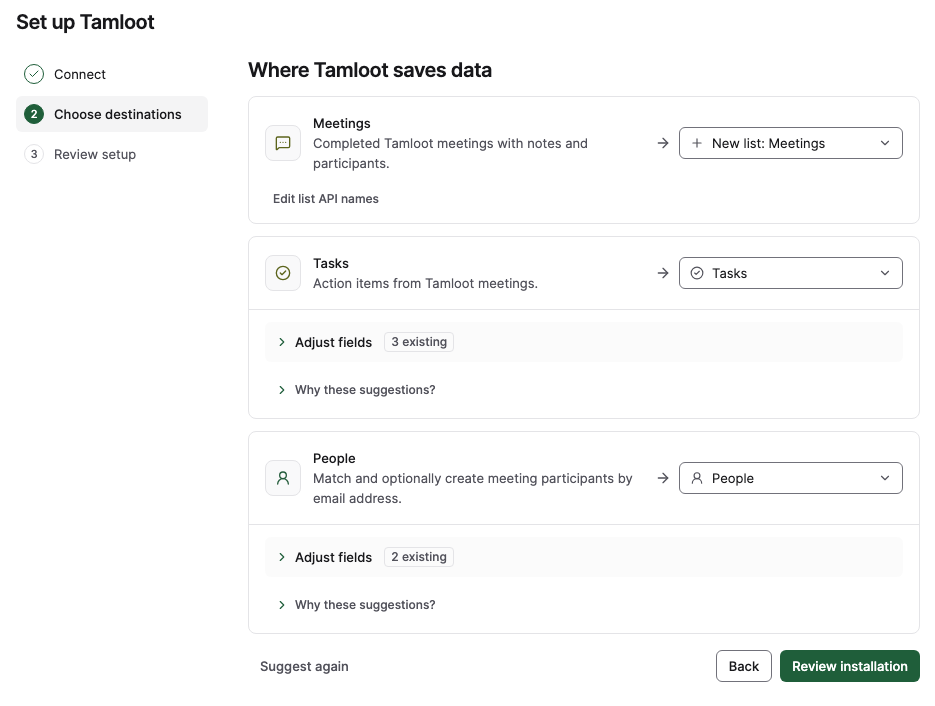 Set up Tamloot
Connect
2 Choose destinations
3 Review setup
Where Tamloot saves data
Meetings
Completed Tamloot meetings with notes and
participants.
New list: Meetings
Edit list API names
Tasks
Action items from Tamloot meetings.
Tasks
Adjust fields 3 existing
Why these suggestions?
People
Match and optionally create meeting participants by
email address.
People
Adjust fields 2 existing
Why these suggestions?
Suggest again
Back
Review installation